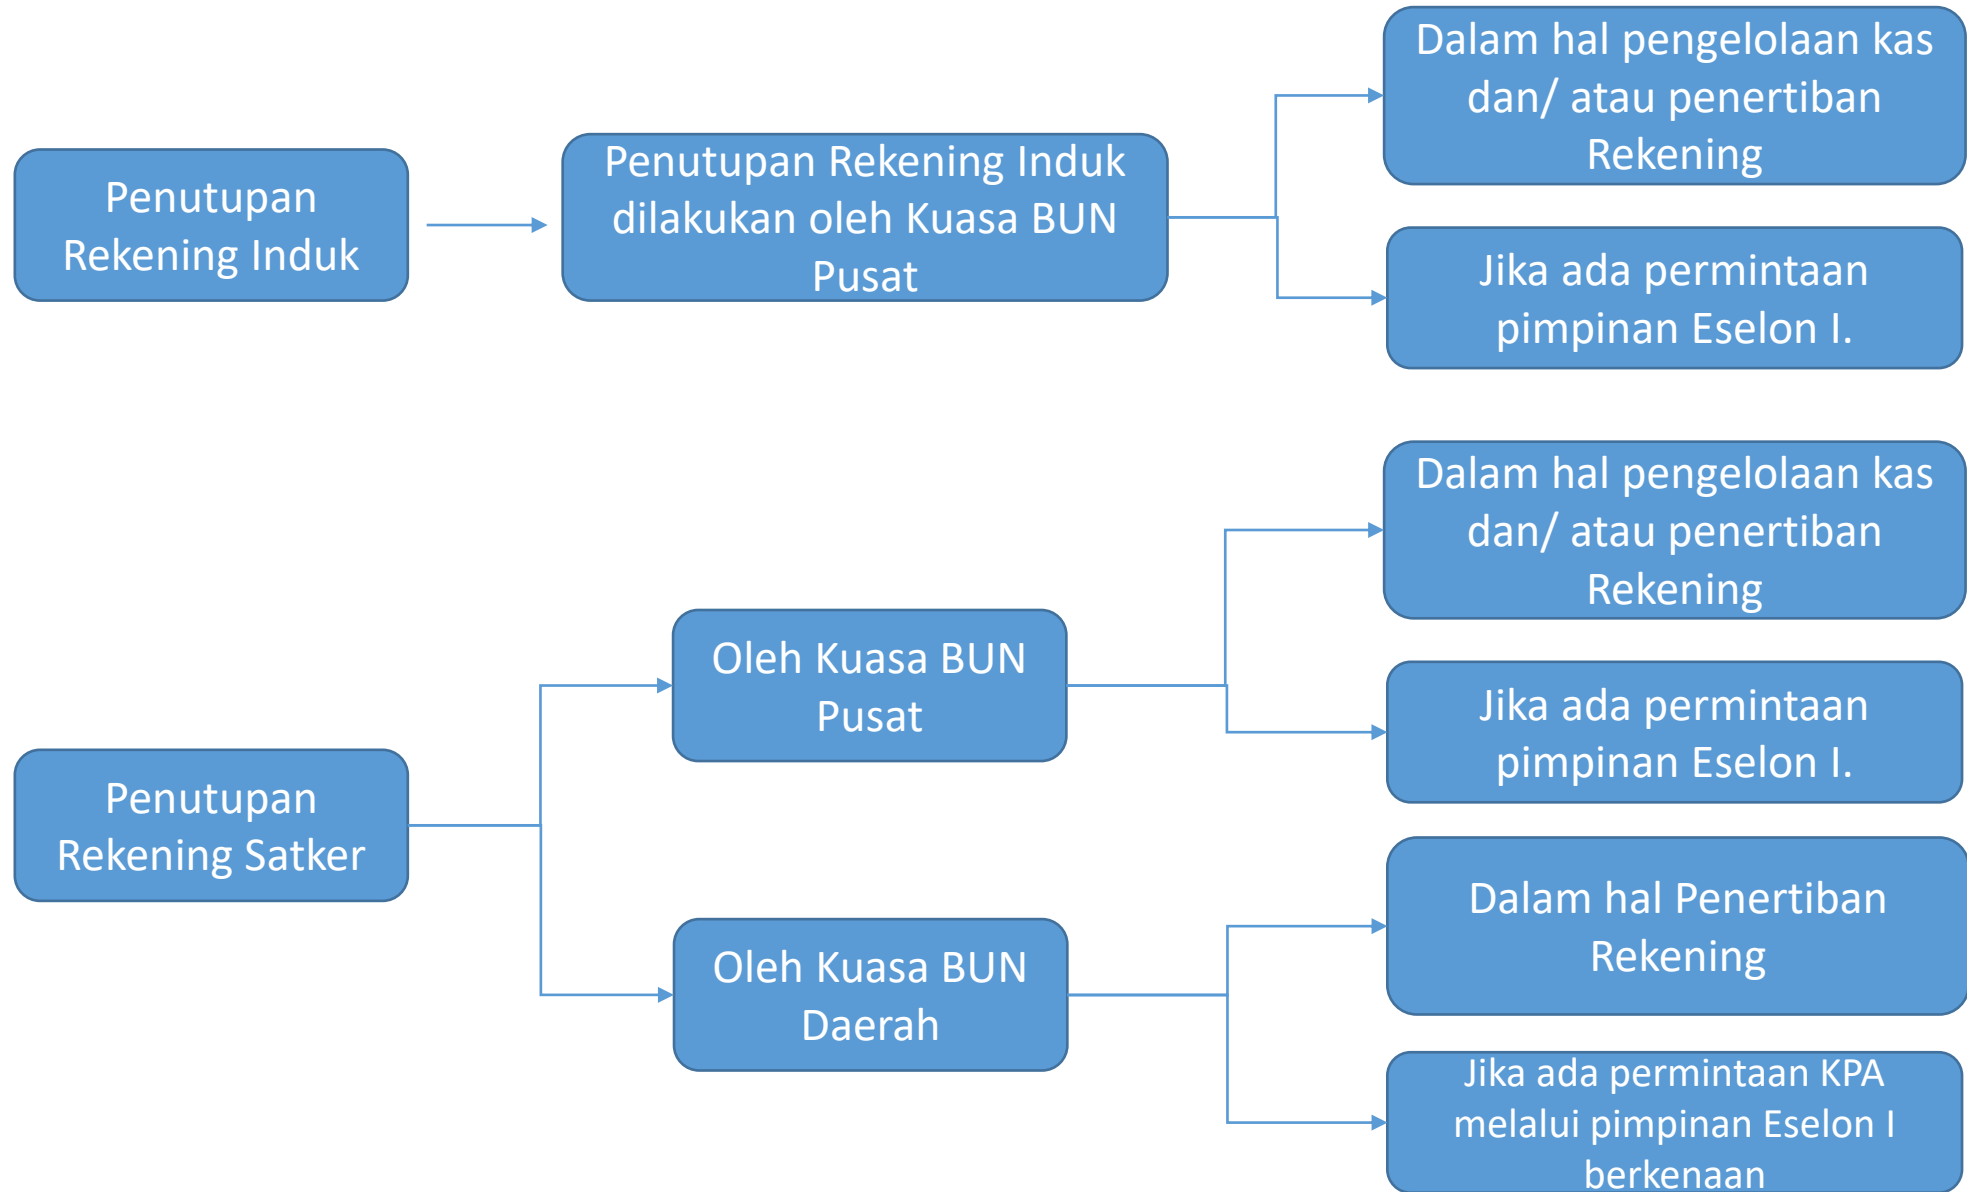 Penutupan
Rekening Induk
Penutupan Rekening Induk
dilakukan oleh Kuasa BUN
Pusat
Dalam hal pengelolaan kas
dan/ atau penertiban
Rekening
Jika ada permintaan
pimpinan Eselon I.
Penutupan
Rekening Satker
Oleh Kuasa BUN
Pusat
Dalam hal pengelolaan kas
dan/ atau penertiban
Rekening
Jika ada permintaan
pimpinan Eselon I.
Oleh Kuasa BUN
Daerah
Dalam hal Penertiban
Rekening
Jika ada permintaan KPA
melalui pimpinan Eselon I
berkenaan